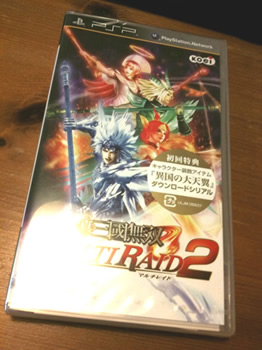 PSP
PlayStation Network
KOEI
初回特典
キャラクター装飾アイテム
『異国の大天翼』
ダウンロードシリアル
三國無双
TI RAID 2
マルチレイド